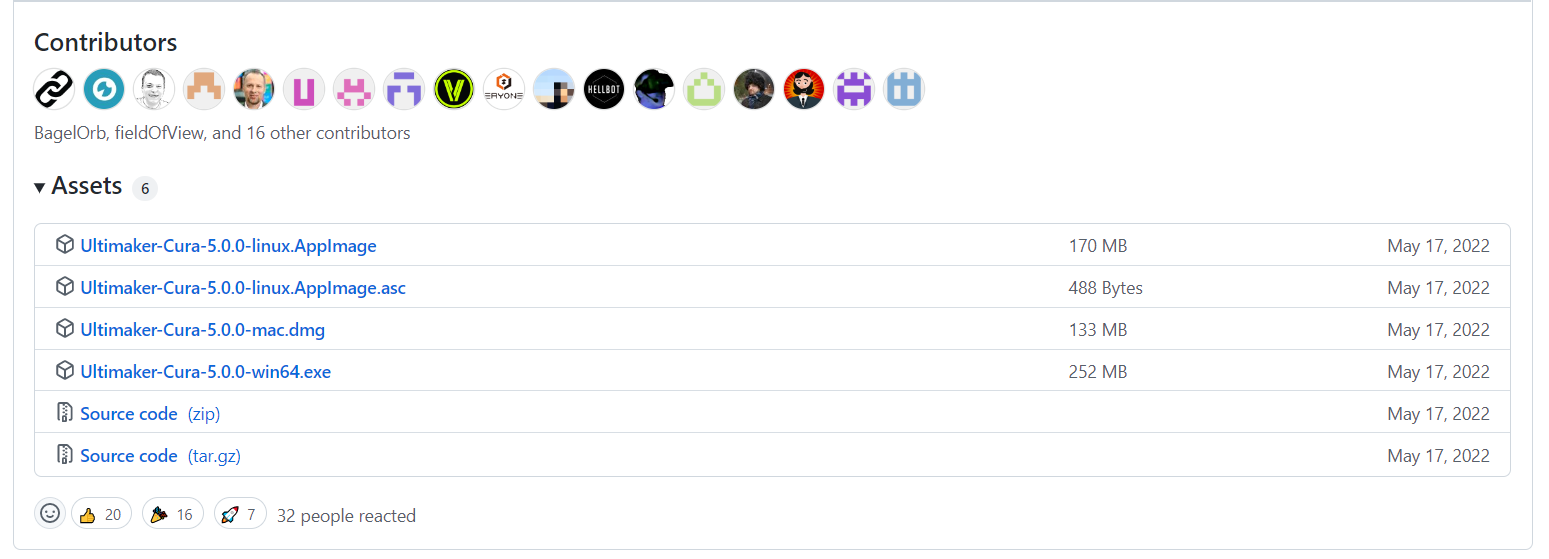 Contributors
HELLBOT
ERYONE
BagelOrb, fieldOfView, and 16 other contributors
▾ Assets 6
Ultimaker-Cura-5.0.0-linux.AppImage 170 MB May 17, 2022
Ultimaker-Cura-5.0.0-linux.AppImage.asc 488 Bytes May 17, 2022
Ultimaker-Cura-5.0.0-mac.dmg 133 MB May 17, 2022
Ultimaker-Cura-5.0.0-win64.exe 252 MB May 17, 2022
Source code (zip) May 17, 2022
Source code (tar.gz) May 17, 2022
20 16 7 32 people reacted